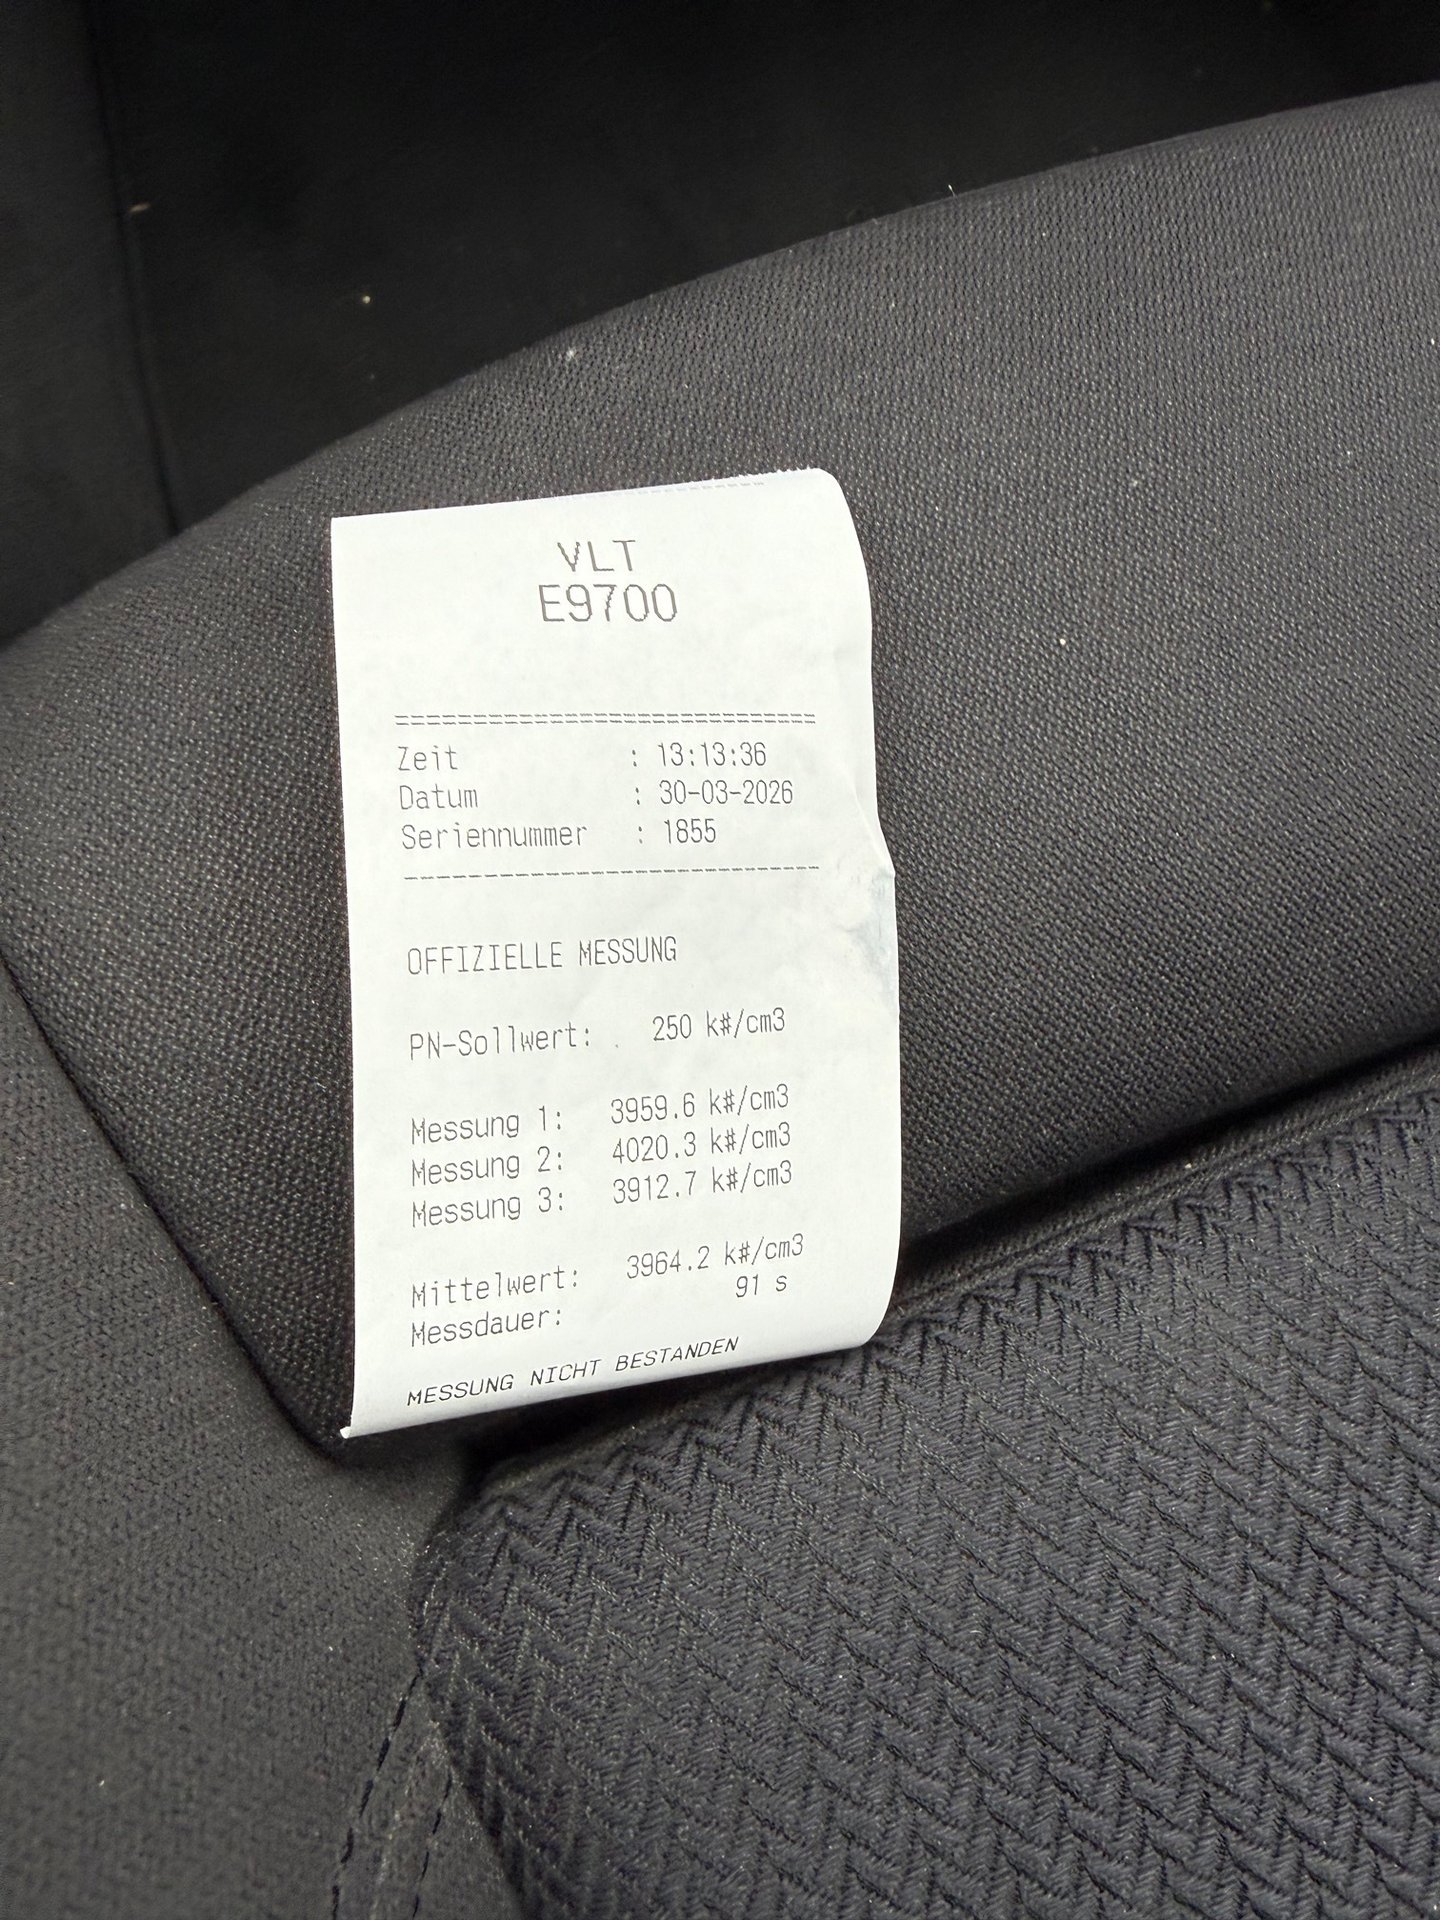 VLT
E9700
===========================
Zeit : 13:13:36
Datum : 30-03-2026
Seriennummer : 1855
---------------------------
OFFIZIELLE MESSUNG
PN-Sollwert: 250 k#/cm3
Messung 1: 3959.6 k#/cm3
Messung 2: 4020.3 k#/cm3
Messung 3: 3912.7 k#/cm3
Mittelwert: 3964.2 k#/cm3
Messdauer: 91 s
MESSUNG NICHT BESTANDEN